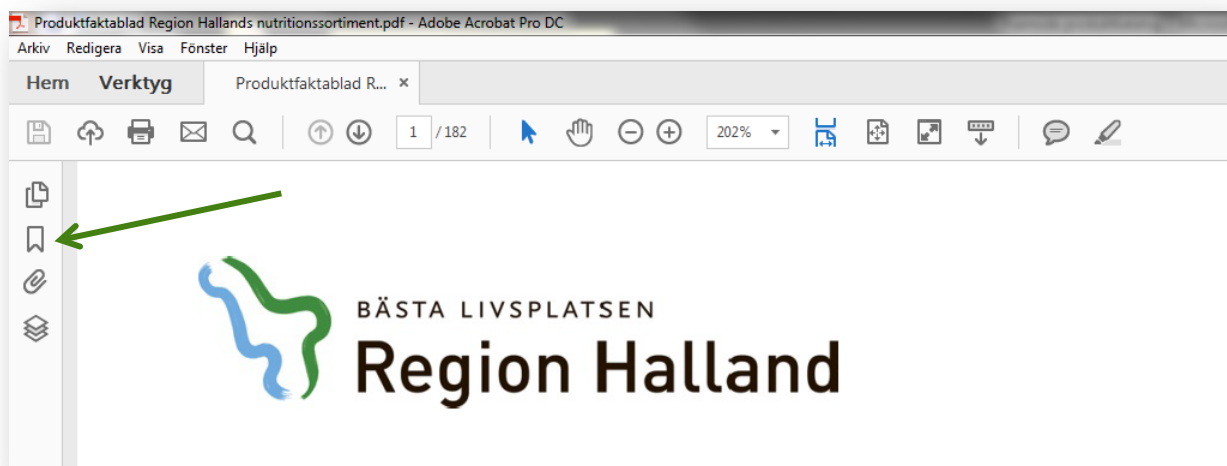 Produktfaktablad Region Hallands nutritionssortiment.pdf - Adobe Acrobat Pro DC
Arkiv Redigera Visa Fönster Hjälp
Hem Verktyg Produktfaktablad R... ×
1 / 182 202%
BÄSTA LIVSPLATSEN
Region Halland